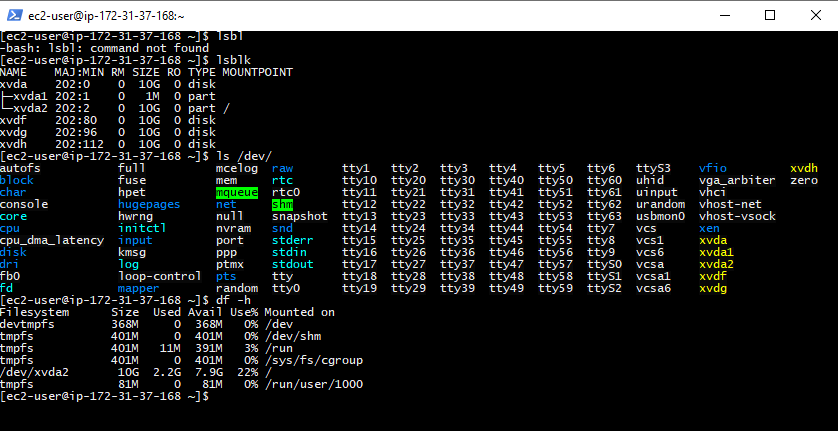 ec2-user@ip-172-31-37-168:~
[ec2-user@ip-172-31-37-168 ~]$ lsbl
-bash: lsbl: command not found
[ec2-user@ip-172-31-37-168 ~]$ lsblk
NAME    MAJ:MIN RM SIZE RO TYPE MOUNTPOINT
xvda    202:0    0  10G  0 disk
├─xvda1 202:1    0   1M  0 part
└─xvda2 202:2    0  10G  0 part /
xvdf    202:80   0  10G  0 disk
xvdg    202:96   0  10G  0 disk
xvdh    202:112  0  10G  0 disk
[ec2-user@ip-172-31-37-168 ~]$ ls /dev/
autofs           full          mcelog  raw       tty1   tty2   tty3   tty4   tty5   tty6   ttyS3    vfio         xvdh
block            fuse          mem     rtc       tty10  tty20  tty30  tty40  tty50  tty60  uhid     vga_arbiter  zero
char             hpet          mqueue  rtc0      tty11  tty21  tty31  tty41  tty51  tty61  uinput   vhci
console          hugepages     net     shm       tty12  tty22  tty32  tty42  tty52  tty62  urandom  vhost-net
core             hwrng         null    snapshot  tty13  tty23  tty33  tty43  tty53  tty63  usbmon0  vhost-vsock
cpu              initctl       nvram   snd       tty14  tty24  tty34  tty44  tty54  tty7   vcs      xen
cpu_dma_latency  input         port    stderr    tty15  tty25  tty35  tty45  tty55  tty8   vcs1     xvda
disk             kmsg          ppp     stdin     tty16  tty26  tty36  tty46  tty56  tty9   vcs6     xvda1
dri              log           ptmx    stdout    tty17  tty27  tty37  tty47  tty57  ttyS0  vcsa     xvda2
fb0              loop-control  pts     tty       tty18  tty28  tty38  tty48  tty58  ttyS1  vcsa1    xvdf
fd               mapper        random  tty0      tty19  tty29  tty39  tty49  tty59  ttyS2  vcsa6    xvdg
[ec2-user@ip-172-31-37-168 ~]$ df -h
Filesystem      Size  Used Avail Use% Mounted on
devtmpfs        368M     0  368M   0% /dev
tmpfs           401M     0  401M   0% /dev/shm
tmpfs           401M   11M  391M   3% /run
tmpfs           401M     0  401M   0% /sys/fs/cgroup
/dev/xvda2       10G  2.2G  7.9G  22% /
tmpfs            81M     0   81M   0% /run/user/1000
[ec2-user@ip-172-31-37-168 ~]$